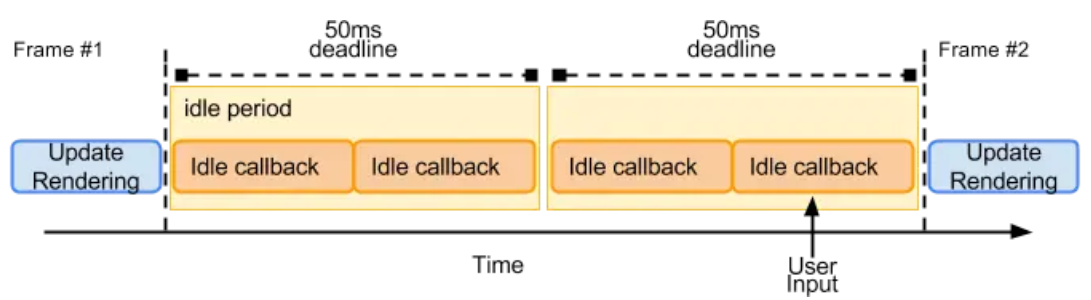 50ms
deadline
50ms
deadline
Frame #1
Frame #2
idle period
Update
Rendering
Idle callback
Idle callback
Idle callback
Idle callback
Update
Rendering
Time
User
Input